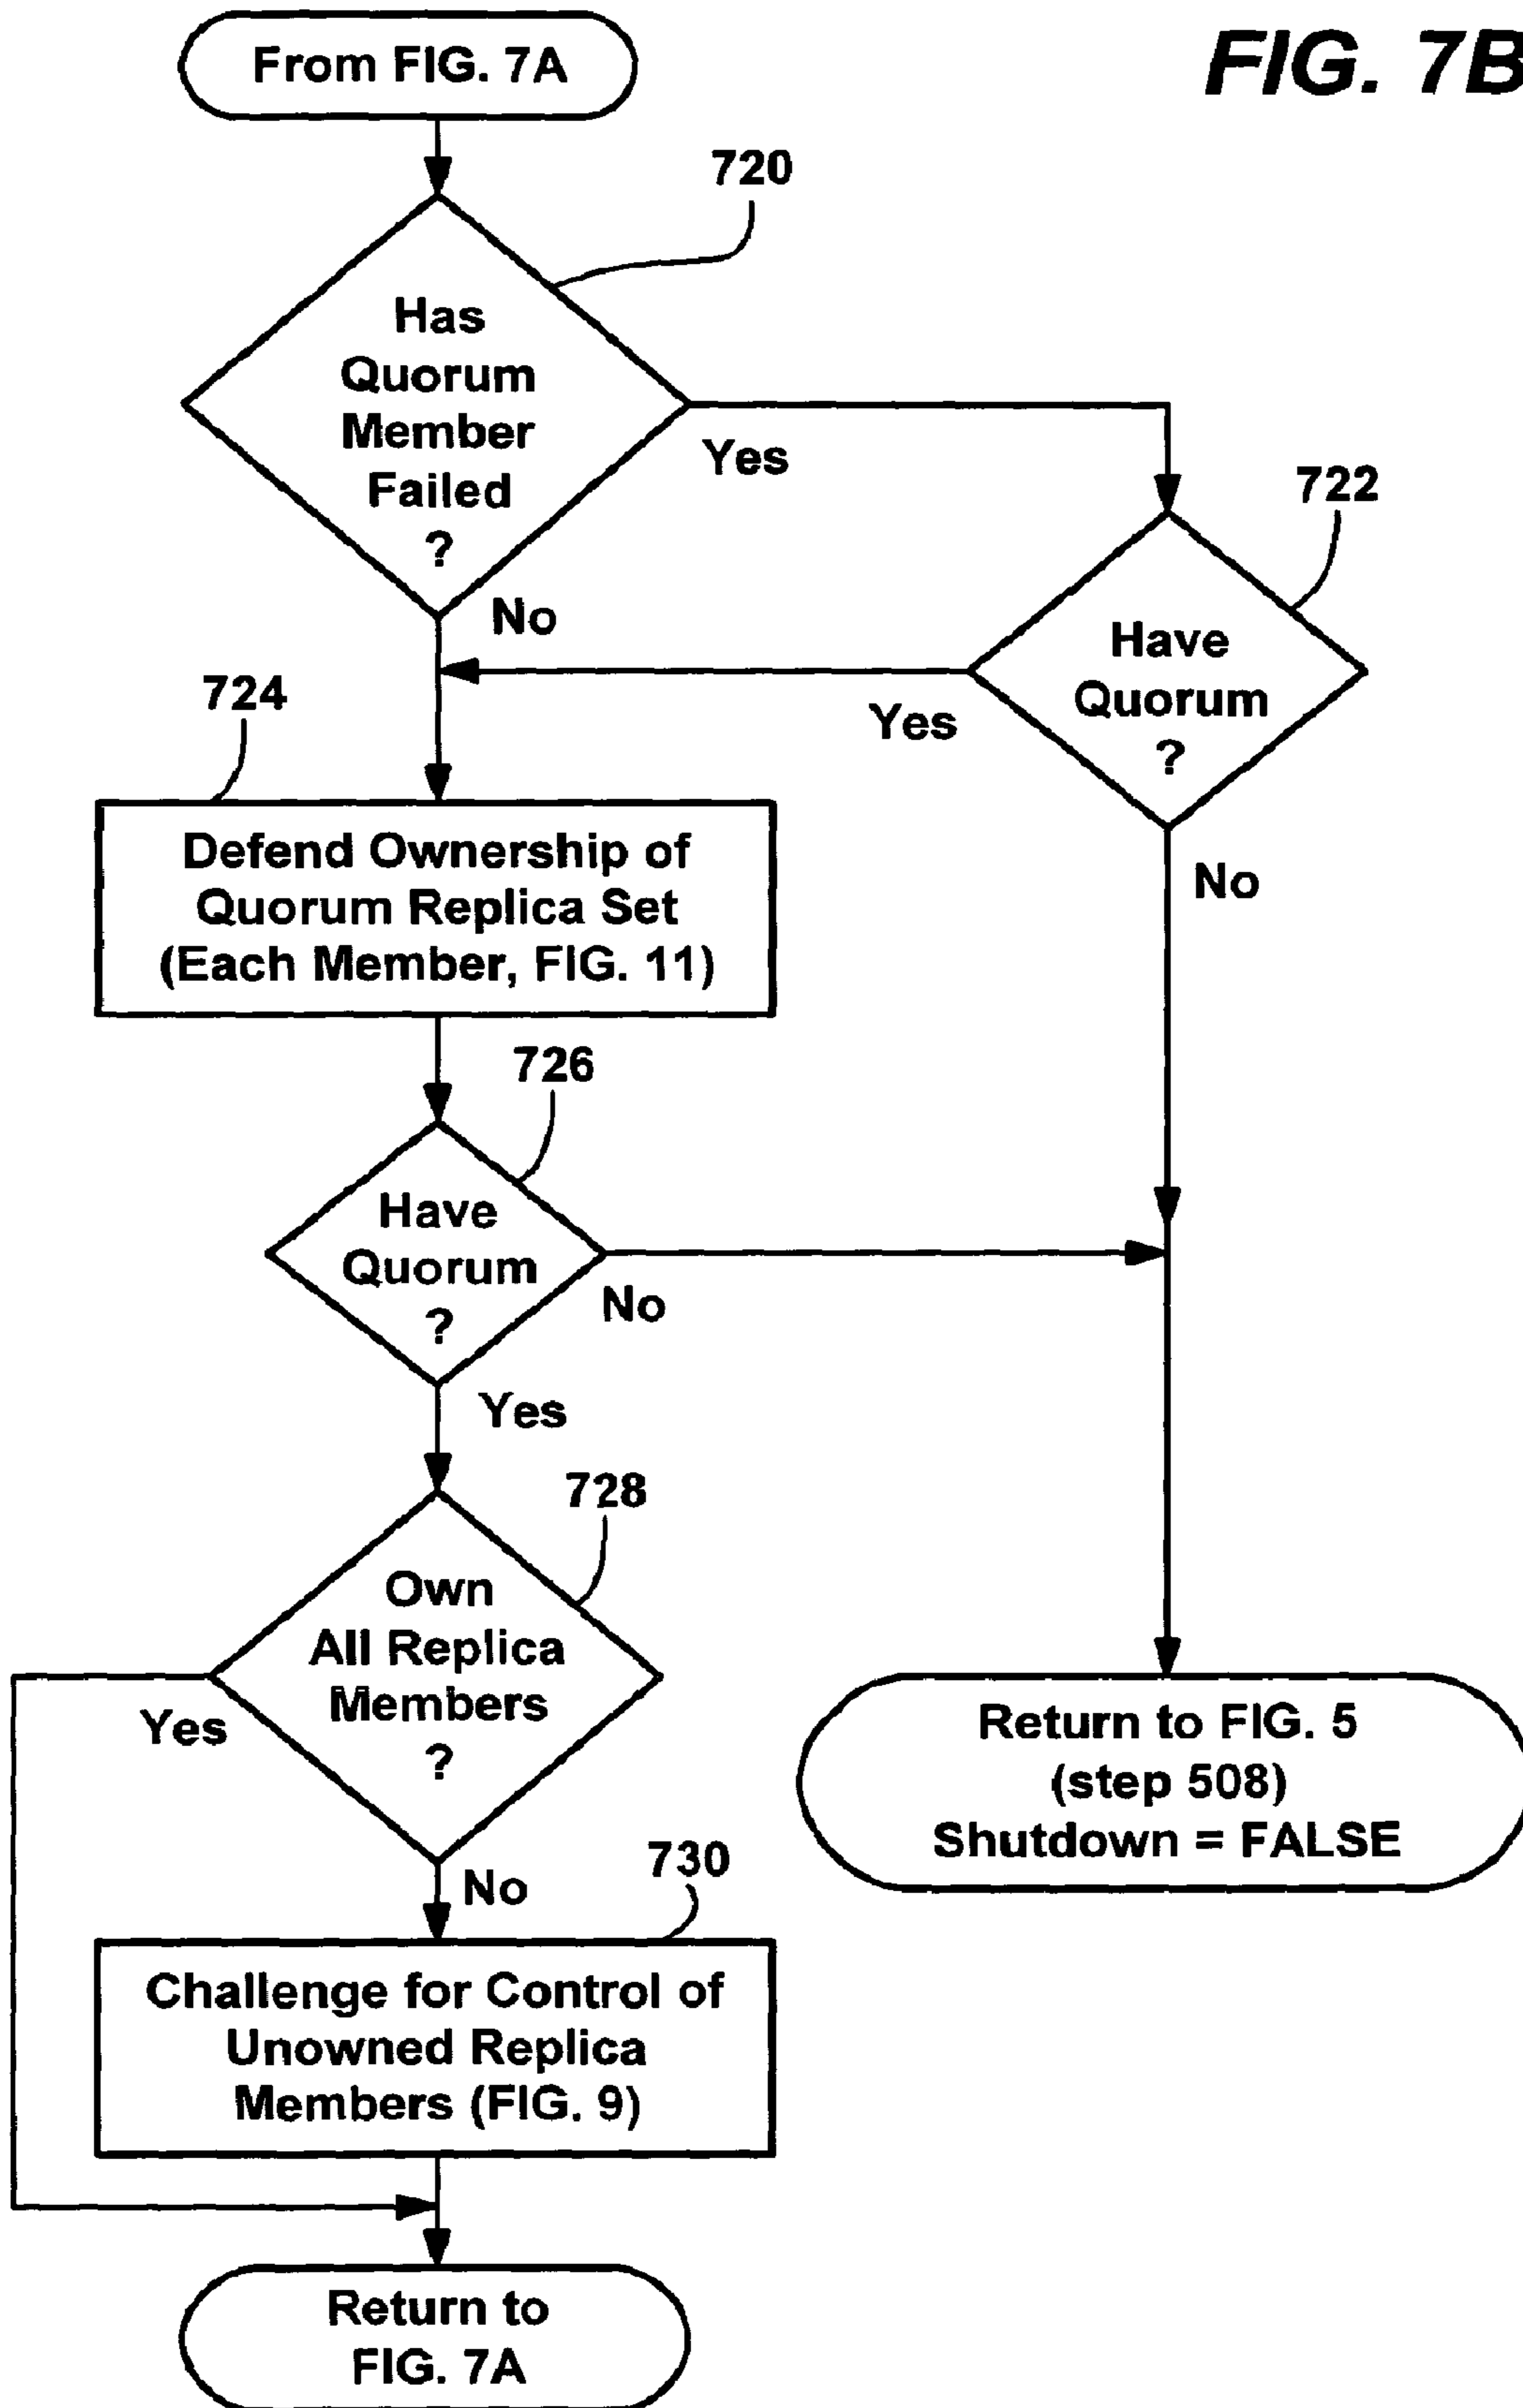 From FIG. 7A
FIG. 7B
720
Has
Quorum
Member
Failed
?
Yes
No
722
Have
Quorum
?
Yes
No
724
Defend Ownership of
Quorum Replica Set
(Each Member, FIG. 11)
726
Have
Quorum
?
No
Yes
728
Own
All Replica
Members
?
Yes
No
Return to FIG. 5
(step 508)
Shutdown = FALSE
730
Challenge for Control of
Unowned Replica
Members (FIG. 9)
Return to
FIG. 7A